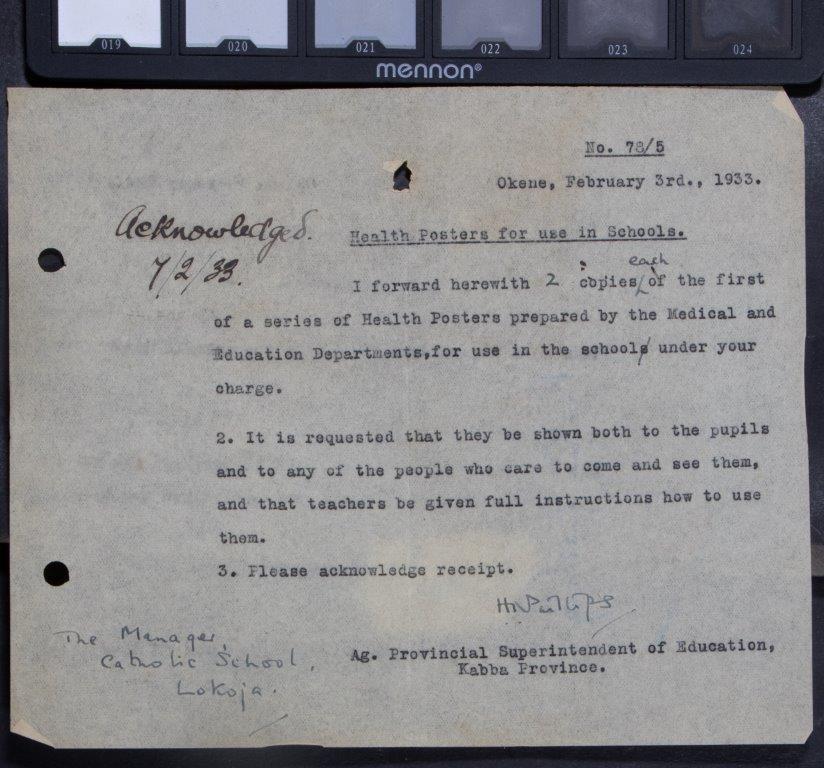 019 020 021 022 023 024
mennon®
No. 78/5
Okene, February 3rd., 1933.
Acknowledged.
7/2/33.
Health Posters for use in Schools.
I forward herewith 2 copies each of the first
of a series of Health Posters prepared by the Medical and
Education Departments,for use in the schools under your
charge.
2. It is requested that they be shown both to the pupils
and to any of the people who care to come and see them,
and that teachers be given full instructions how to use
them.
3. Please acknowledge receipt.
Ag. Provincial Superintendent of Education,
Kabba Province.
The Manager,
Catholic School,
Lokoja.